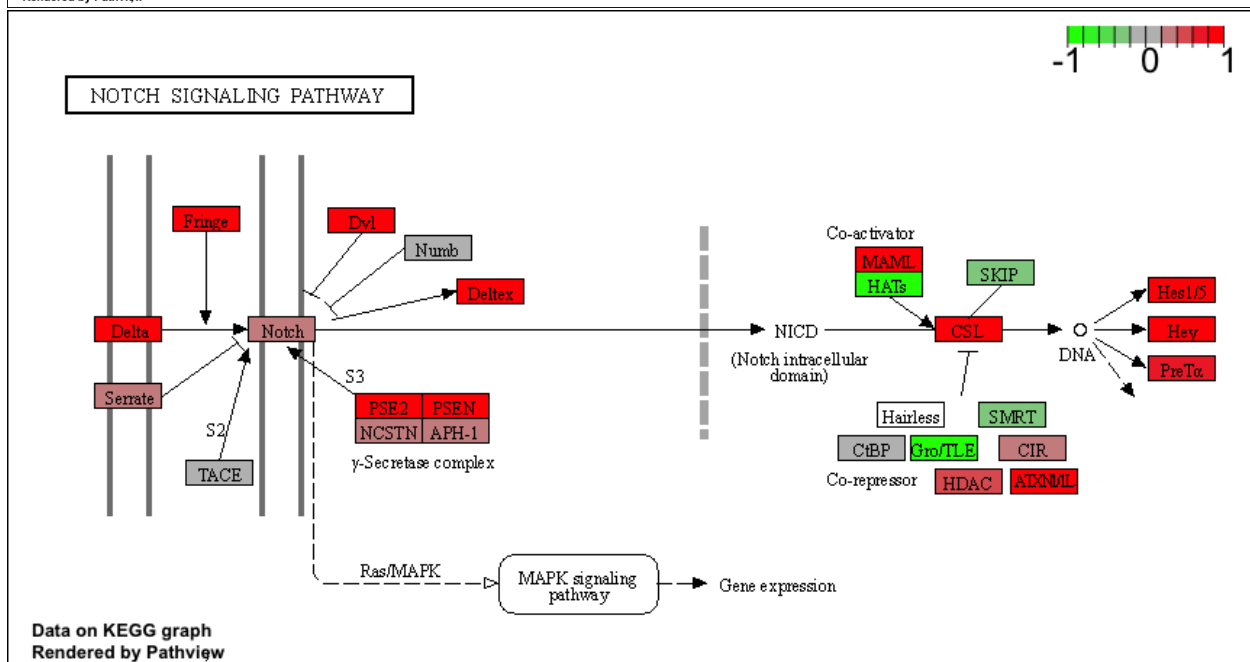 Rendered by Pathview
-1 0 1
NOTCH SIGNALING PATHWAY
Fringe
Dvl
Numb
Deltex
Delta
Notch
Serrate
S2
TACE
S3
PSE2 PSEN
NCSTN APH-1
γ-Secretase complex
NICD
(Notch intracellular
domain)
Co-activator
MAML
HATs
SKIP
CSL
DNA
Hes1/5
Hey
PreTα
Hairless
SMRT
CtBP
Gro/TLE
CIR
Co-repressor
HDAC
Ras/MAPK
MAPK signaling
pathway
Gene expression
Data on KEGG graph
Rendered by Pathview